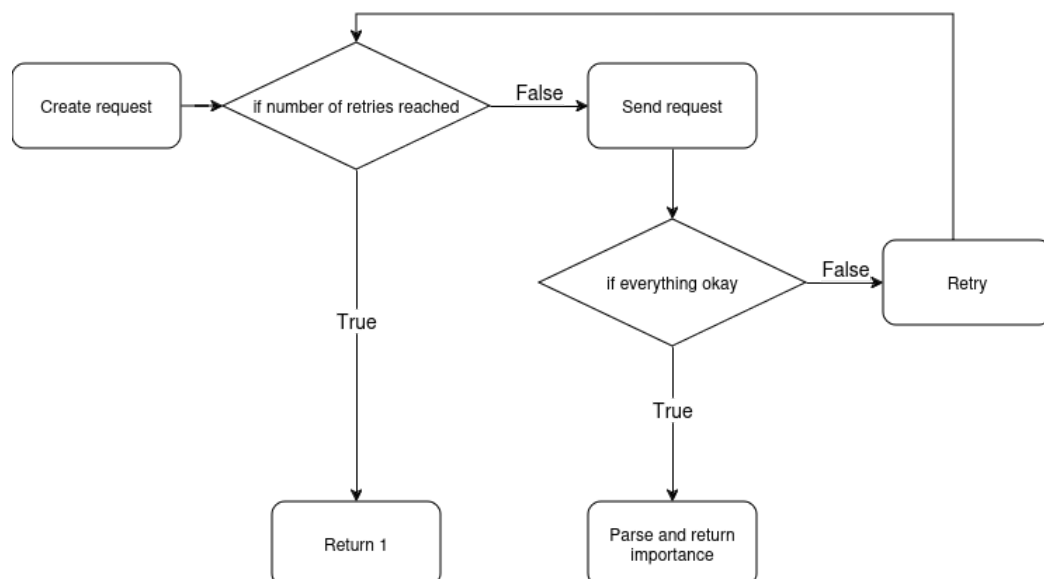 Create request
if number of retries reached
False
Send request
if everything okay
False
Retry
True
True
Return 1
Parse and return
importance